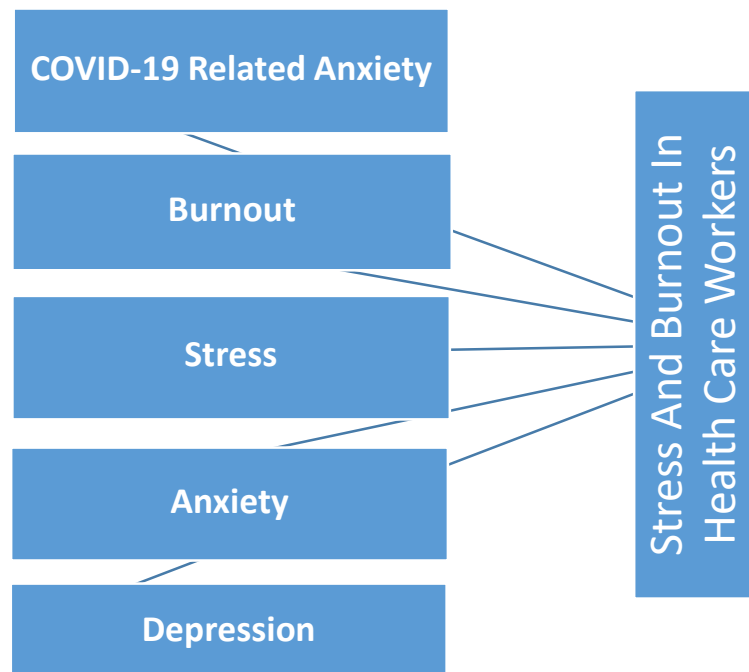 COVID-19 Related Anxiety
Burnout
Stress
Anxiety
Depression
Stress And Burnout In
Health Care Workers